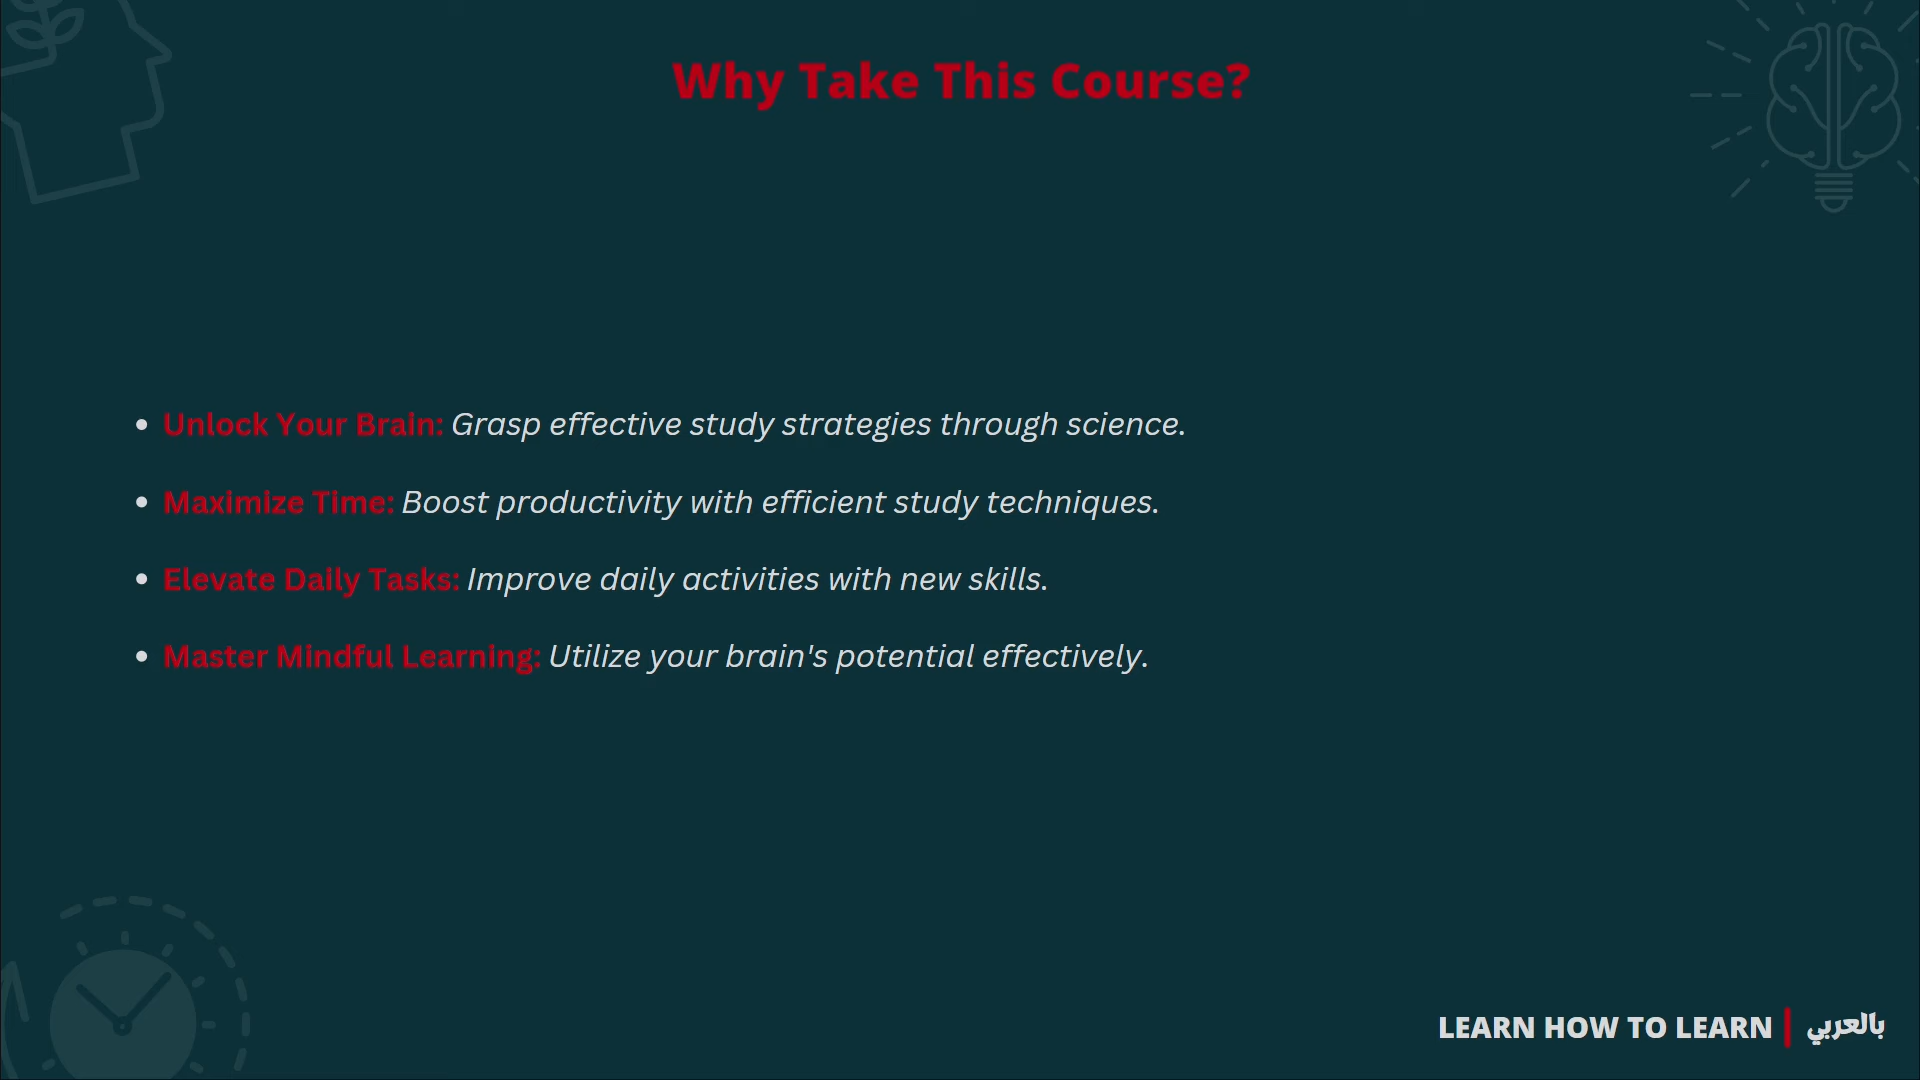 Why Take This Course?
• Unlock Your Brain: Grasp effective study strategies through science.
• Maximize Time: Boost productivity with efficient study techniques.
• Elevate Daily Tasks: Improve daily activities with new skills.
• Master Mindful Learning: Utilize your brain's potential effectively.
LEARN HOW TO LEARN | بالعربي